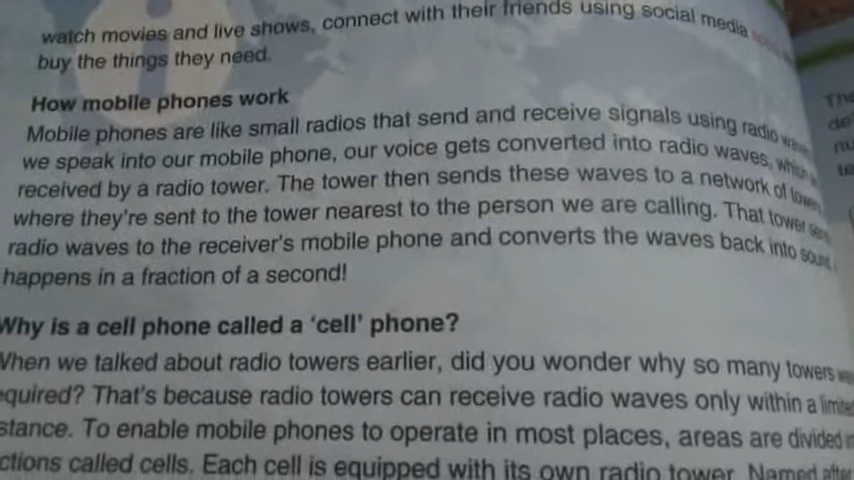 watch movies and live shows, connect with their friends using social media
buy the things they need.
How mobile phones work
Mobile phones are like small radios that send and receive signals using radio waves
we speak into our mobile phone, our voice gets converted into radio waves, which
received by a radio tower. The tower then sends these waves to a network of towers,
where they're sent to the tower nearest to the person we are calling. That tower
radio waves to the receiver's mobile phone and converts the waves back into sound
happens in a fraction of a second!
Why is a cell phone called a 'cell' phone?
When we talked about radio towers earlier, did you wonder why so many towers
equired? That's because radio towers can receive radio waves only within a limited
stance. To enable mobile phones to operate in most places, areas are divided
ctions called cells. Each cell is equipped with its own radio tower. Named after